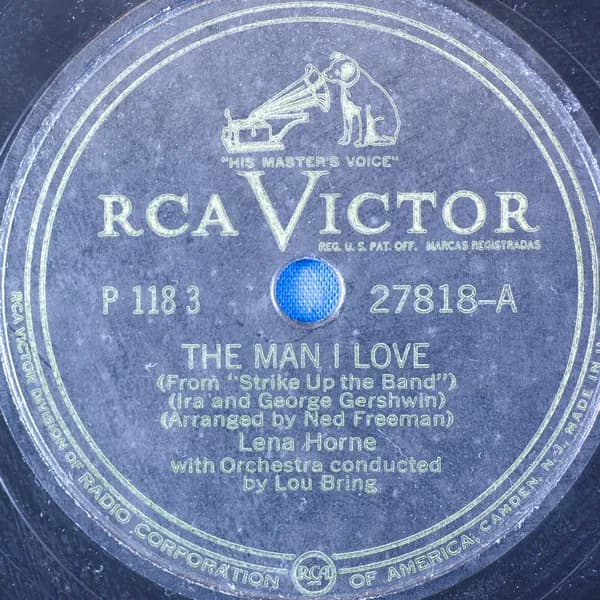 "HIS MASTER'S VOICE"
RCA VICTOR
REG. U. S. PAT. OFF. MARCAS REGISTRADAS
P 118 3
27818-A
THE MAN I LOVE
(From "Strike Up the Band")
(Ira and George Gershwin)
(Arranged by Ned Freeman)
Lena Horne
with Orchestra conducted
by Lou Bring
RCA VICTOR DIVISION OF RADIO CORPORATION OF AMERICA, CAMDEN, N. J., MADE IN
RCA